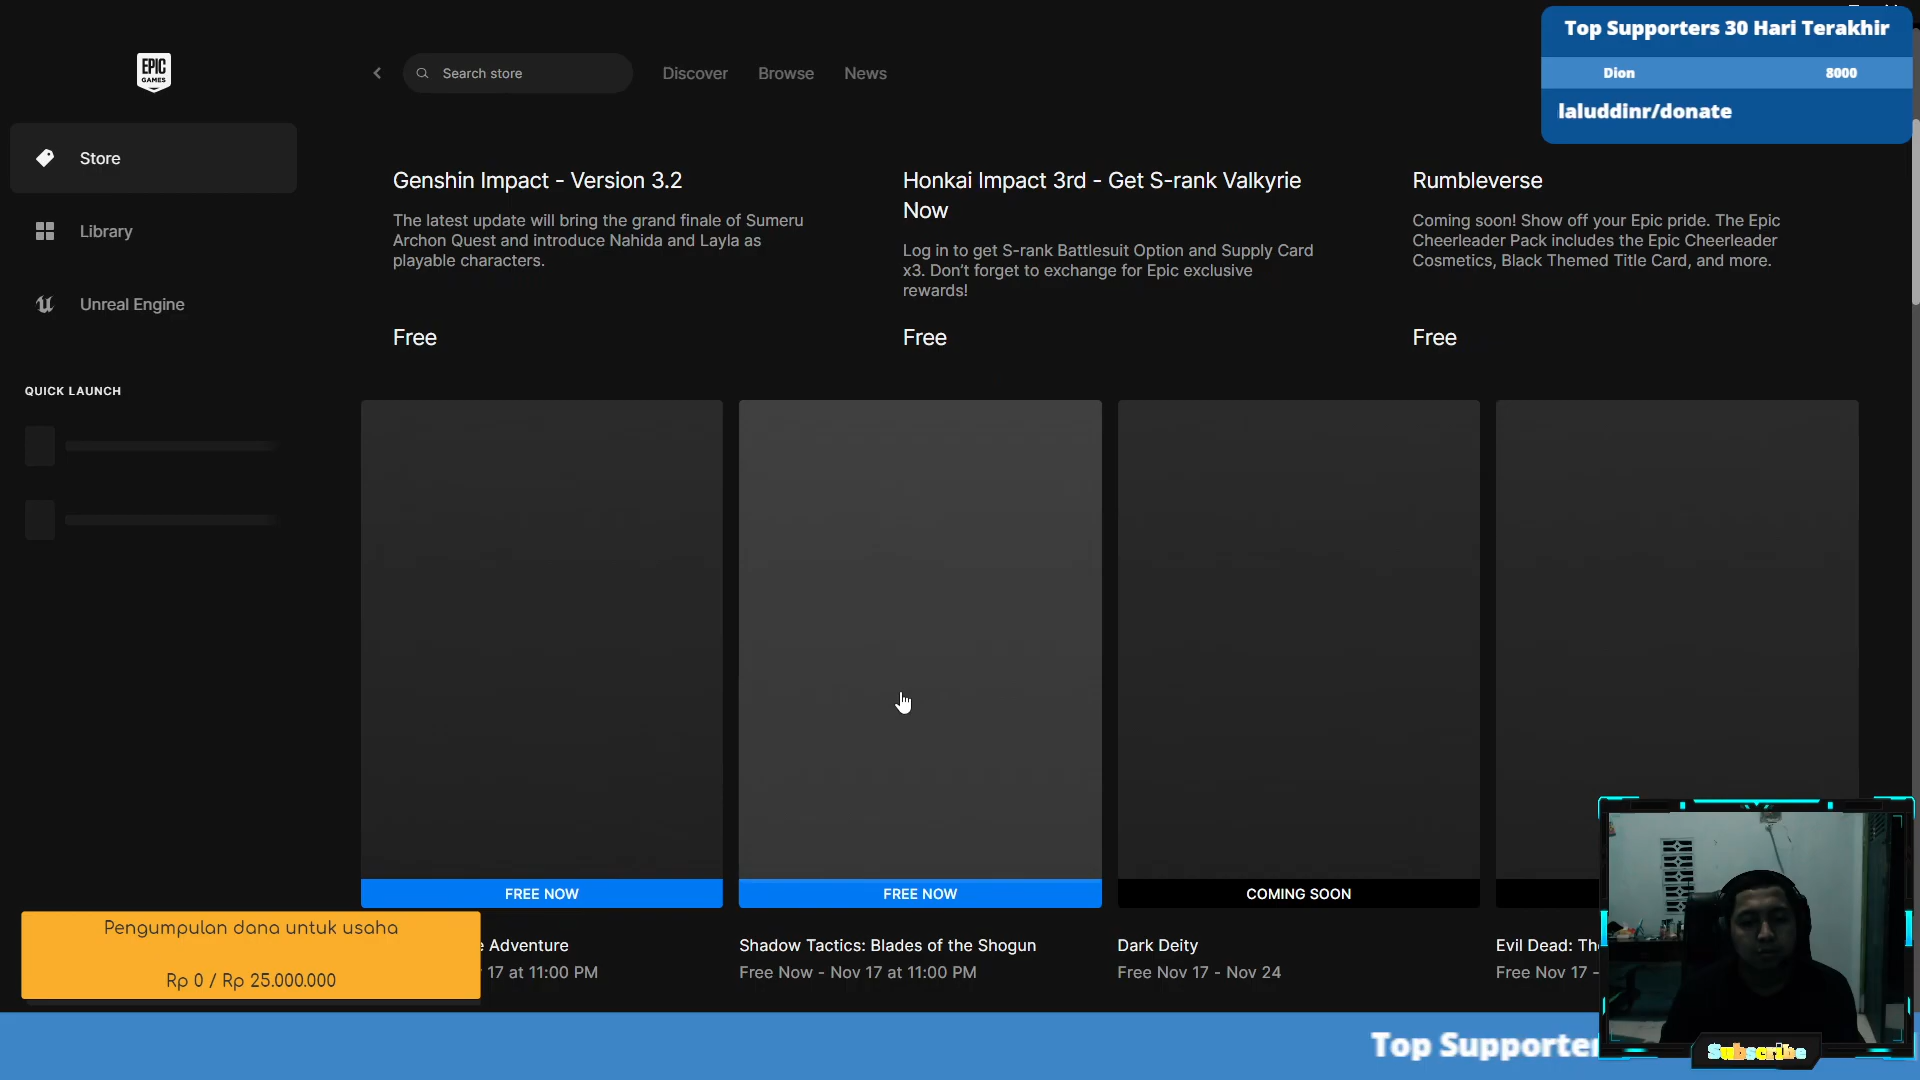 Top Supporters 30 Hari Terakhir
Dion 8000
laluddinr/donate
EPIC
GAMES
Search store
Discover
Browse
News
Store
Library
Unreal Engine
QUICK LAUNCH
Genshin Impact - Version 3.2
The latest update will bring the grand finale of Sumeru
Archon Quest and introduce Nahida and Layla as
playable characters.
Free
Honkai Impact 3rd - Get S-rank Valkyrie
Now
Log in to get S-rank Battlesuit Option and Supply Card
x3. Don't forget to exchange for Epic exclusive
rewards!
Free
Rumbleverse
Coming soon! Show off your Epic pride. The Epic
Cheerleader Pack includes the Epic Cheerleader
Cosmetics, Black Themed Title Card, and more.
Free
FREE NOW
e Adventure
17 at 11:00 PM
FREE NOW
Shadow Tactics: Blades of the Shogun
Free Now - Nov 17 at 11:00 PM
COMING SOON
Dark Deity
Free Nov 17 - Nov 24
Evil Dead: The
Free Nov 17 -
Pengumpulan dana untuk usaha
Rp 0 / Rp 25.000.000
Top Supporter
Subscribe